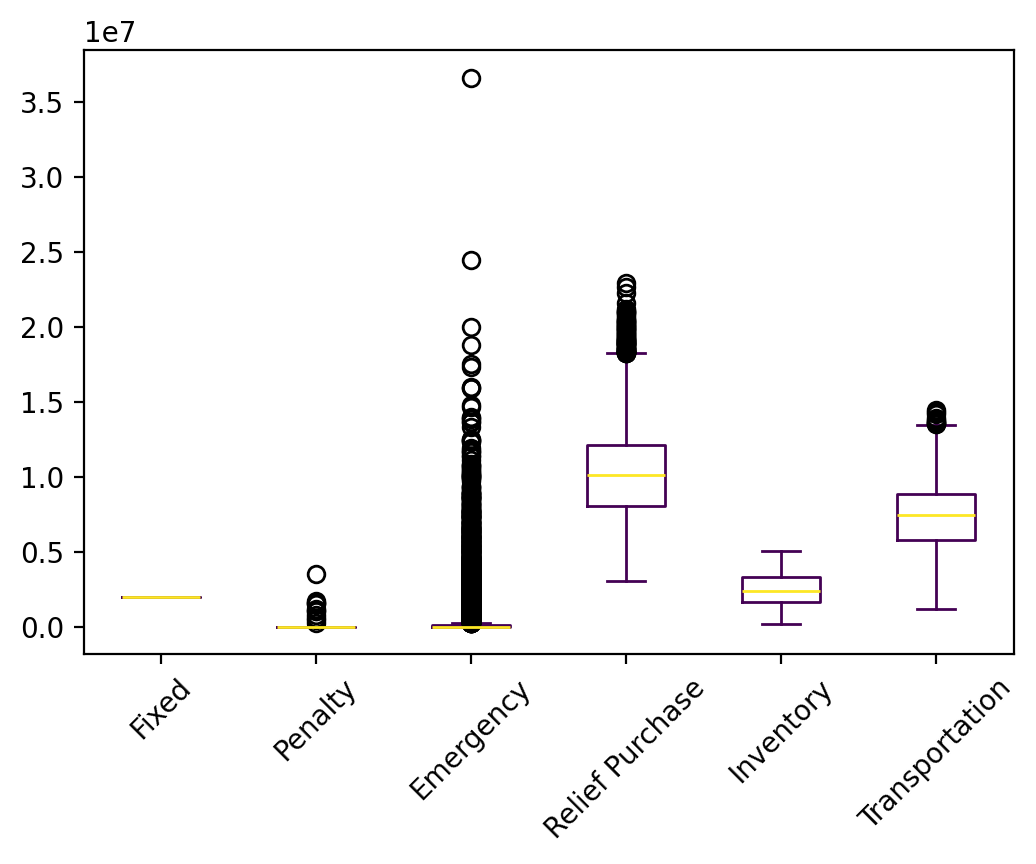 1e7
3.5
3.0
2.5
2.0
1.5
1.0
0.5
0.0
Fixed
Penalty
Emergency
Relief Purchase
Inventory
Transportation